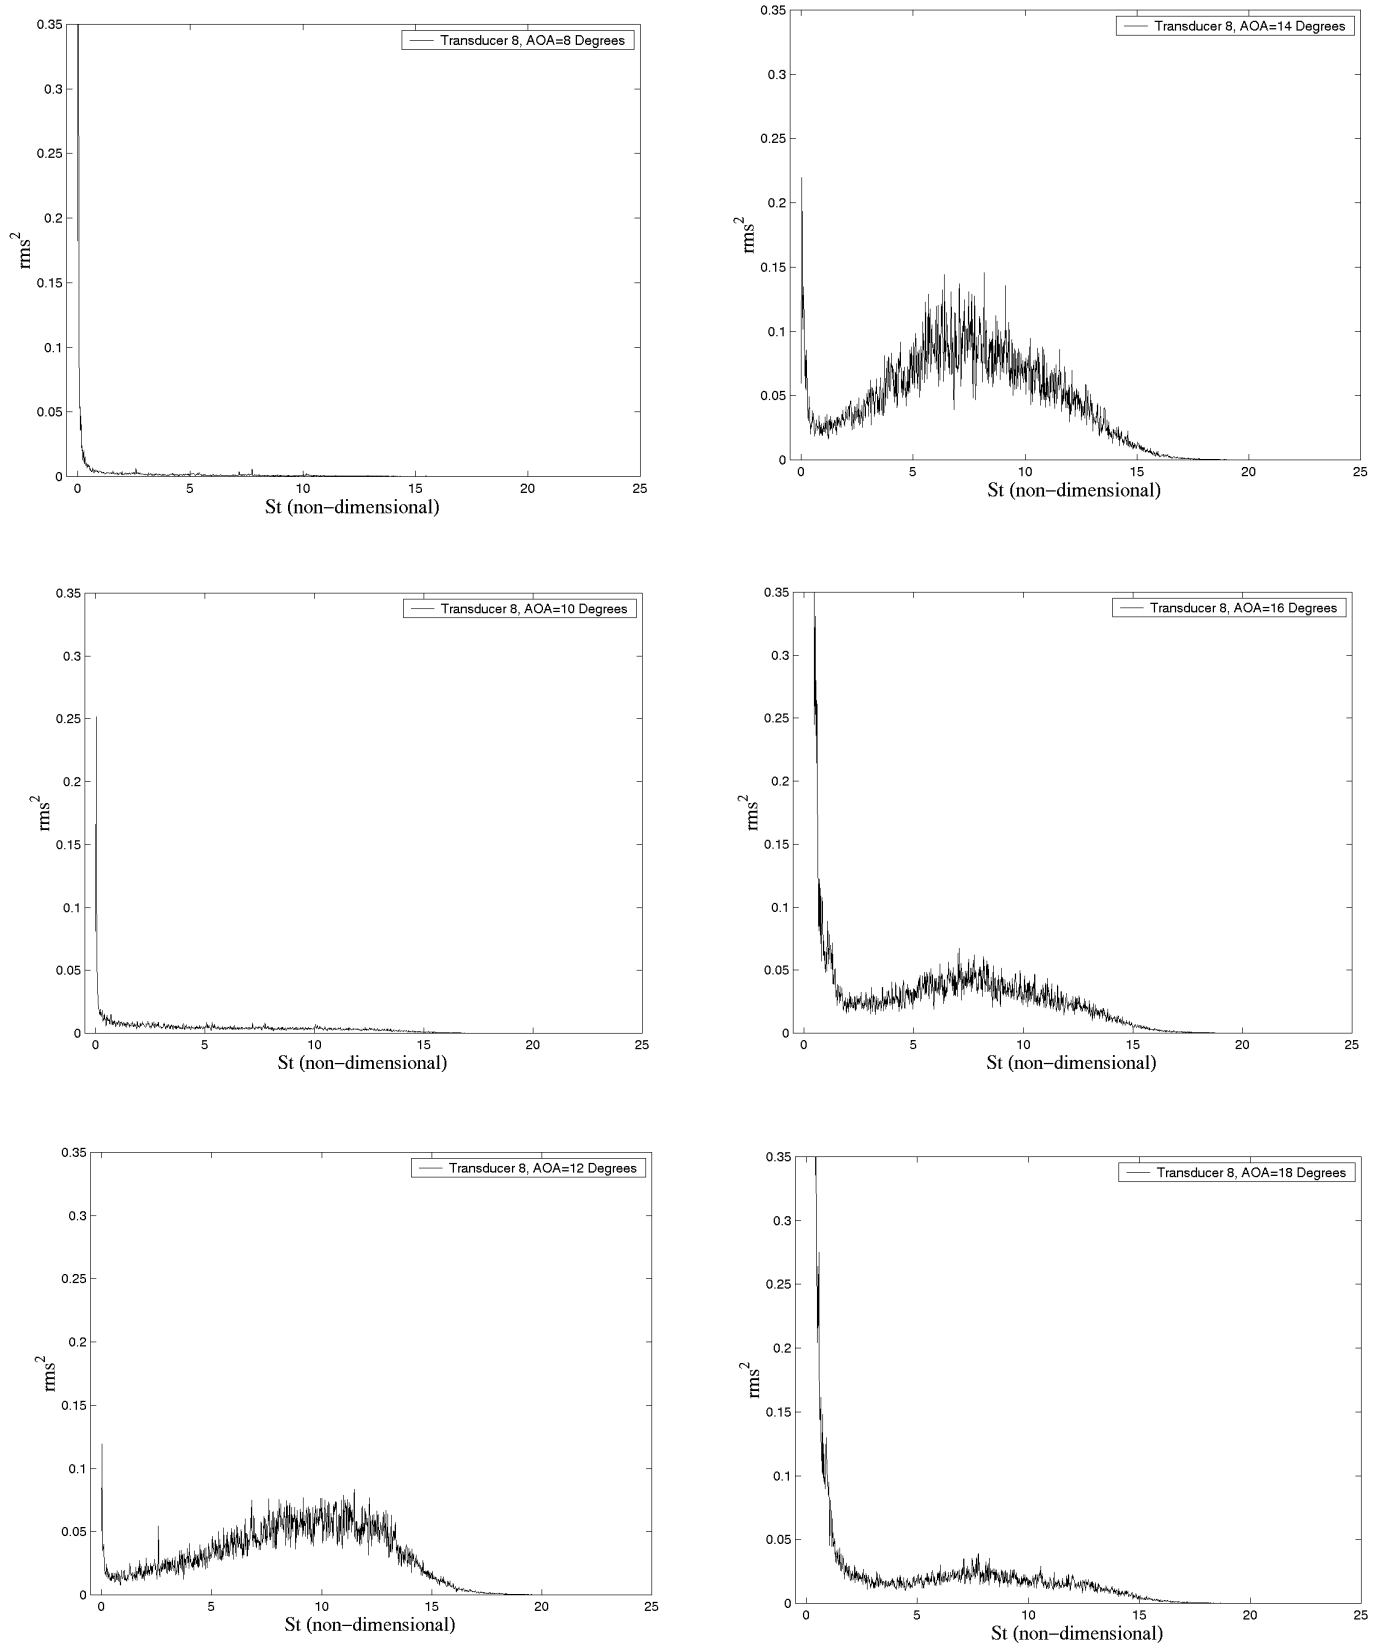 Transducer 8, AOA=8 Degrees
0.35
0.3
0.25
0.2
0.15
0.1
0.05
0
rms2
0 5 10 15 20 25
St (non−dimensional)
Transducer 8, AOA=14 Degrees
0.35
0.3
0.25
0.2
0.15
0.1
0.05
0
rms2
0 5 10 15 20 25
St (non−dimensional)
Transducer 8, AOA=10 Degrees
0.35
0.3
0.25
0.2
0.15
0.1
0.05
0
rms2
0 5 10 15 20 25
St (non−dimensional)
Transducer 8, AOA=16 Degrees
0.35
0.3
0.25
0.2
0.15
0.1
0.05
0
rms2
0 5 10 15 20 25
St (non−dimensional)
Transducer 8, AOA=12 Degrees
0.35
0.3
0.25
0.2
0.15
0.1
0.05
0
rms2
0 5 10 15 20 25
St (non−dimensional)
Transducer 8, AOA=18 Degrees
0.35
0.3
0.25
0.2
0.15
0.1
0.05
0
rms2
0 5 10 15 20 25
St (non−dimensional)